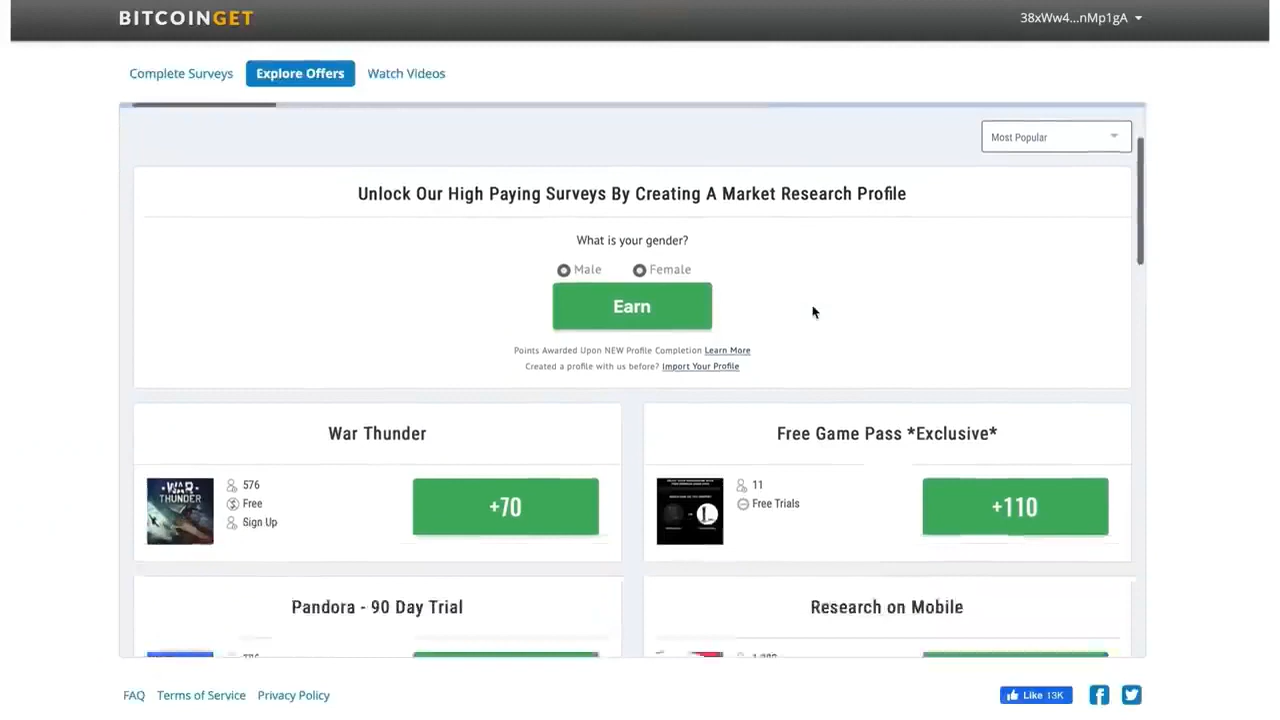 BITCOINGET
38xWw4...nMp1gA
Complete Surveys
Explore Offers
Watch Videos
Most Popular
Unlock Our High Paying Surveys By Creating A Market Research Profile
What is your gender?
Male
Female
Earn
Points Awarded Upon NEW Profile Completion Learn More
Created a profile with us before? Import Your Profile
War Thunder
WAR THUNDER
576
Free
Sign Up
+70
Free Game Pass *Exclusive*
11
Free Trials
+110
Pandora - 90 Day Trial
Research on Mobile
FAQ
Terms of Service
Privacy Policy
Like 13K